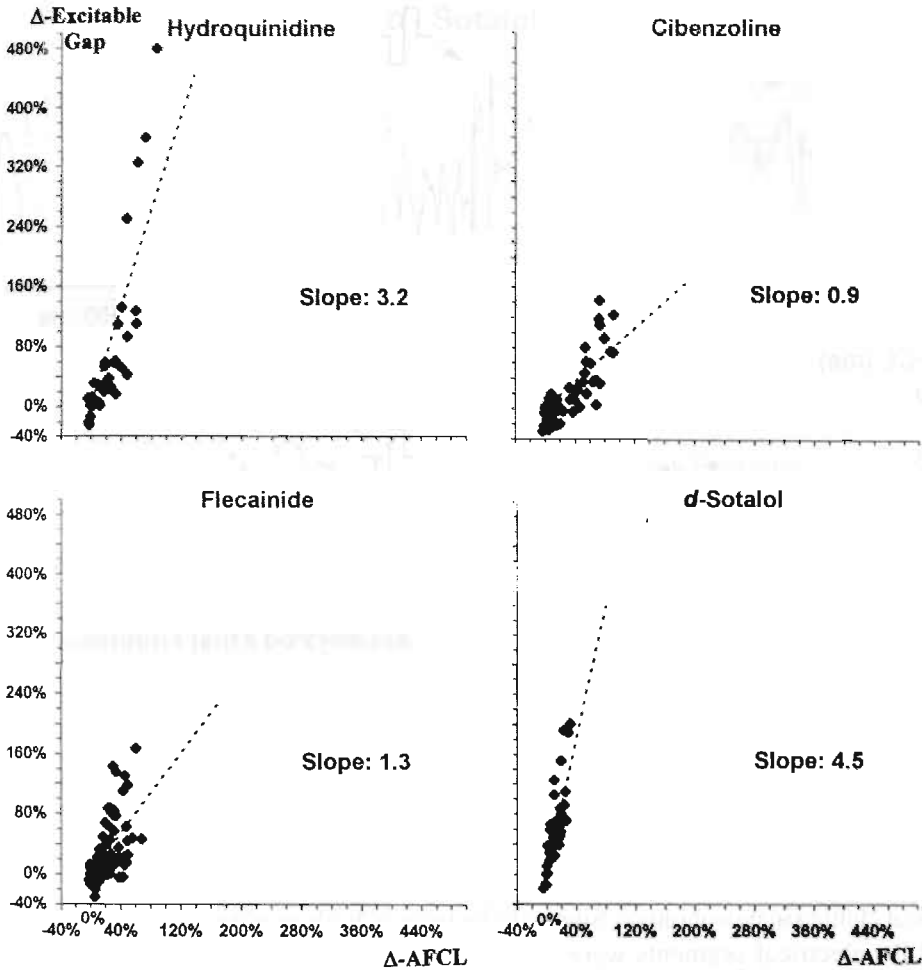 Δ-Excitable
Gap
Hydroquinidine
480%
400%
320%
240%
160%
80%
0%
-40%
Slope: 3.2
Cibenzoline
Slope: 0.9
Flecainide
480%
400%
320%
240%
160%
80%
0%
-40%
Slope: 1.3
0%
-40% 40% 120% 200% 280% 360% 440%
Δ-AFCL
d-Sotalol
Slope: 4.5
0%
-40% 40% 120% 200% 280% 360% 440%
Δ-AFCL